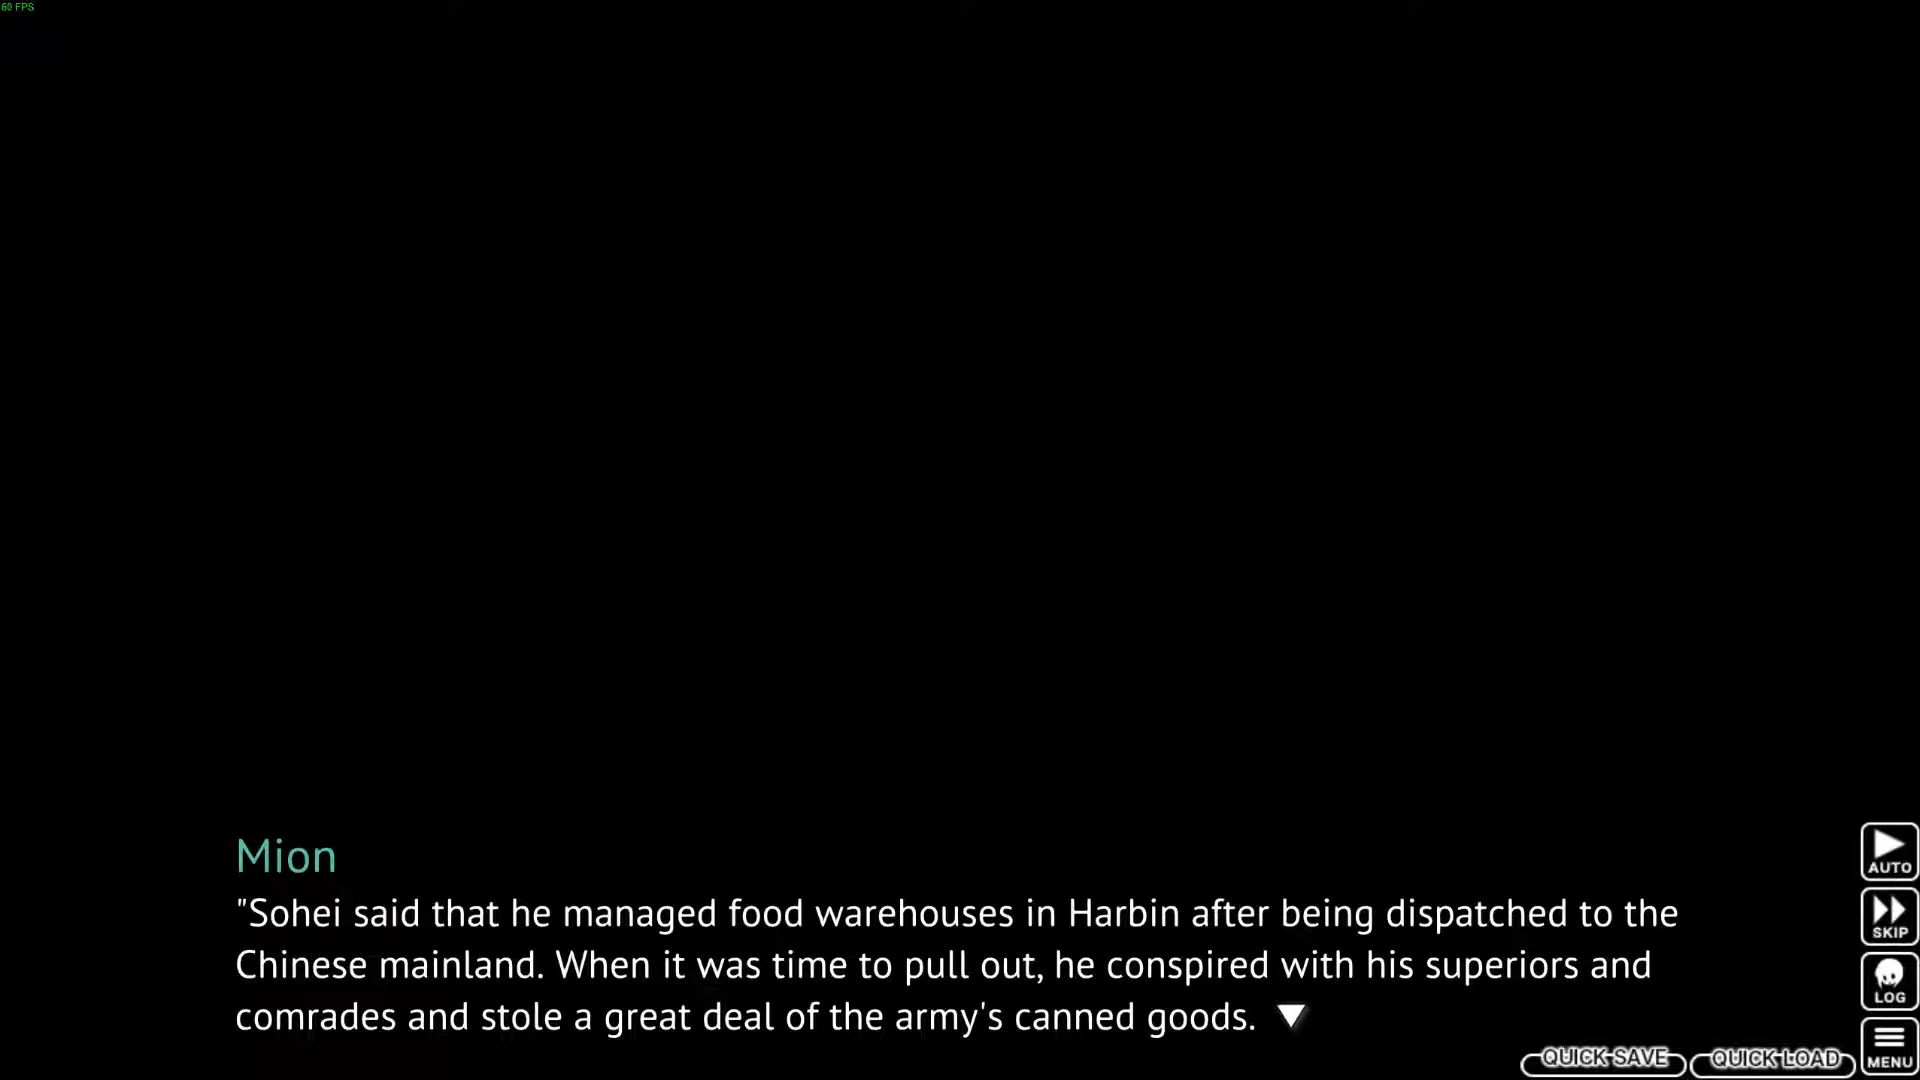 60 FPS
Mion
"Sohei said that he managed food warehouses in Harbin after being dispatched to the
Chinese mainland. When it was time to pull out, he conspired with his superiors and
comrades and stole a great deal of the army's canned goods.
AUTO
SKIP
LOG
MENU
QUICK SAVE QUICK LOAD